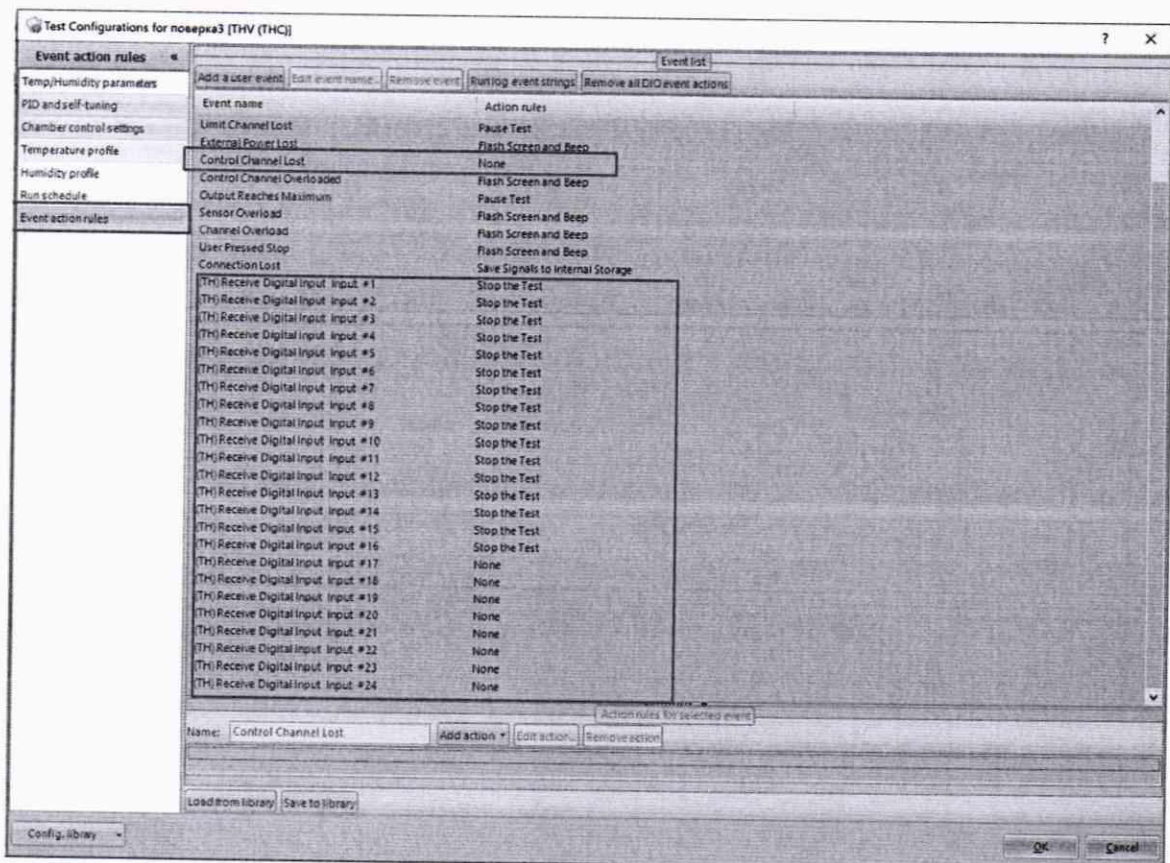 Test Configurations for поверка3 [THV (THC)]
? ×
Event action rules «
Temp/Humidity parameters
PID and self-tuning
Chamber control settings
Temperature profile
Humidity profile
Run schedule
Event action rules
Event list
Add a user event Edit event name... Remove event Run log event strings Remove all DIO event actions
Event name Action rules
Limit Channel Lost Pause Test
External Power Lost Flash Screen and Beep
Control Channel Lost None
Control Channel Overloaded Flash Screen and Beep
Output Reaches Maximum Pause Test
Sensor Overload Flash Screen and Beep
Channel Overload Flash Screen and Beep
User Pressed Stop Flash Screen and Beep
Connection Lost Save Signals to Internal Storage
(TH) Receive Digital Input Input #1 Stop the Test
(TH) Receive Digital Input Input #2 Stop the Test
(TH) Receive Digital Input Input #3 Stop the Test
(TH) Receive Digital Input Input #4 Stop the Test
(TH) Receive Digital Input Input #5 Stop the Test
(TH) Receive Digital Input Input #6 Stop the Test
(TH) Receive Digital Input Input #7 Stop the Test
(TH) Receive Digital Input Input #8 Stop the Test
(TH) Receive Digital Input Input #9 Stop the Test
(TH) Receive Digital Input Input #10 Stop the Test
(TH) Receive Digital Input Input #11 Stop the Test
(TH) Receive Digital Input Input #12 Stop the Test
(TH) Receive Digital Input Input #13 Stop the Test
(TH) Receive Digital Input Input #14 Stop the Test
(TH) Receive Digital Input Input #15 Stop the Test
(TH) Receive Digital Input Input #16 Stop the Test
(TH) Receive Digital Input Input #17 None
(TH) Receive Digital Input Input #18 None
(TH) Receive Digital Input Input #19 None
(TH) Receive Digital Input Input #20 None
(TH) Receive Digital Input Input #21 None
(TH) Receive Digital Input Input #22 None
(TH) Receive Digital Input Input #23 None
(TH) Receive Digital Input Input #24 None
Action rules for selected event
Name: Control Channel Lost Add action Edit action... Remove action
Load from library Save to library
Config. library
OK Cancel